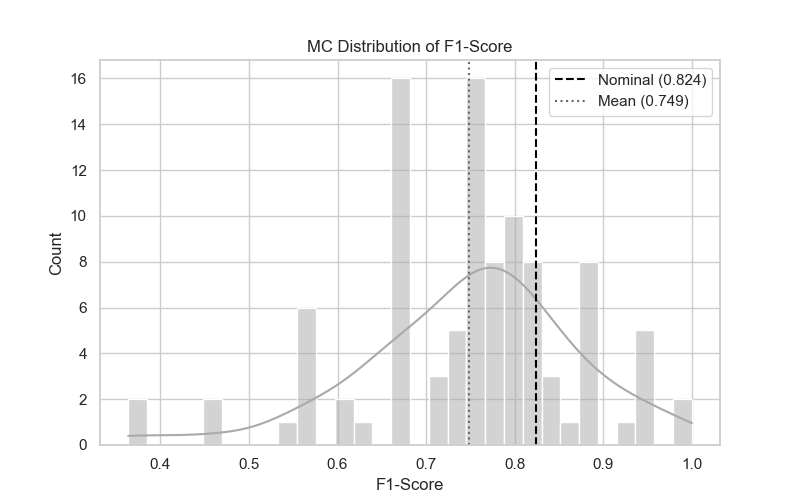 MC Distribution of F1-Score
Nominal (0.824)
Mean (0.749)
Count
16
14
12
10
8
6
4
2
0
0.4 0.5 0.6 0.7 0.8 0.9 1.0
F1-Score